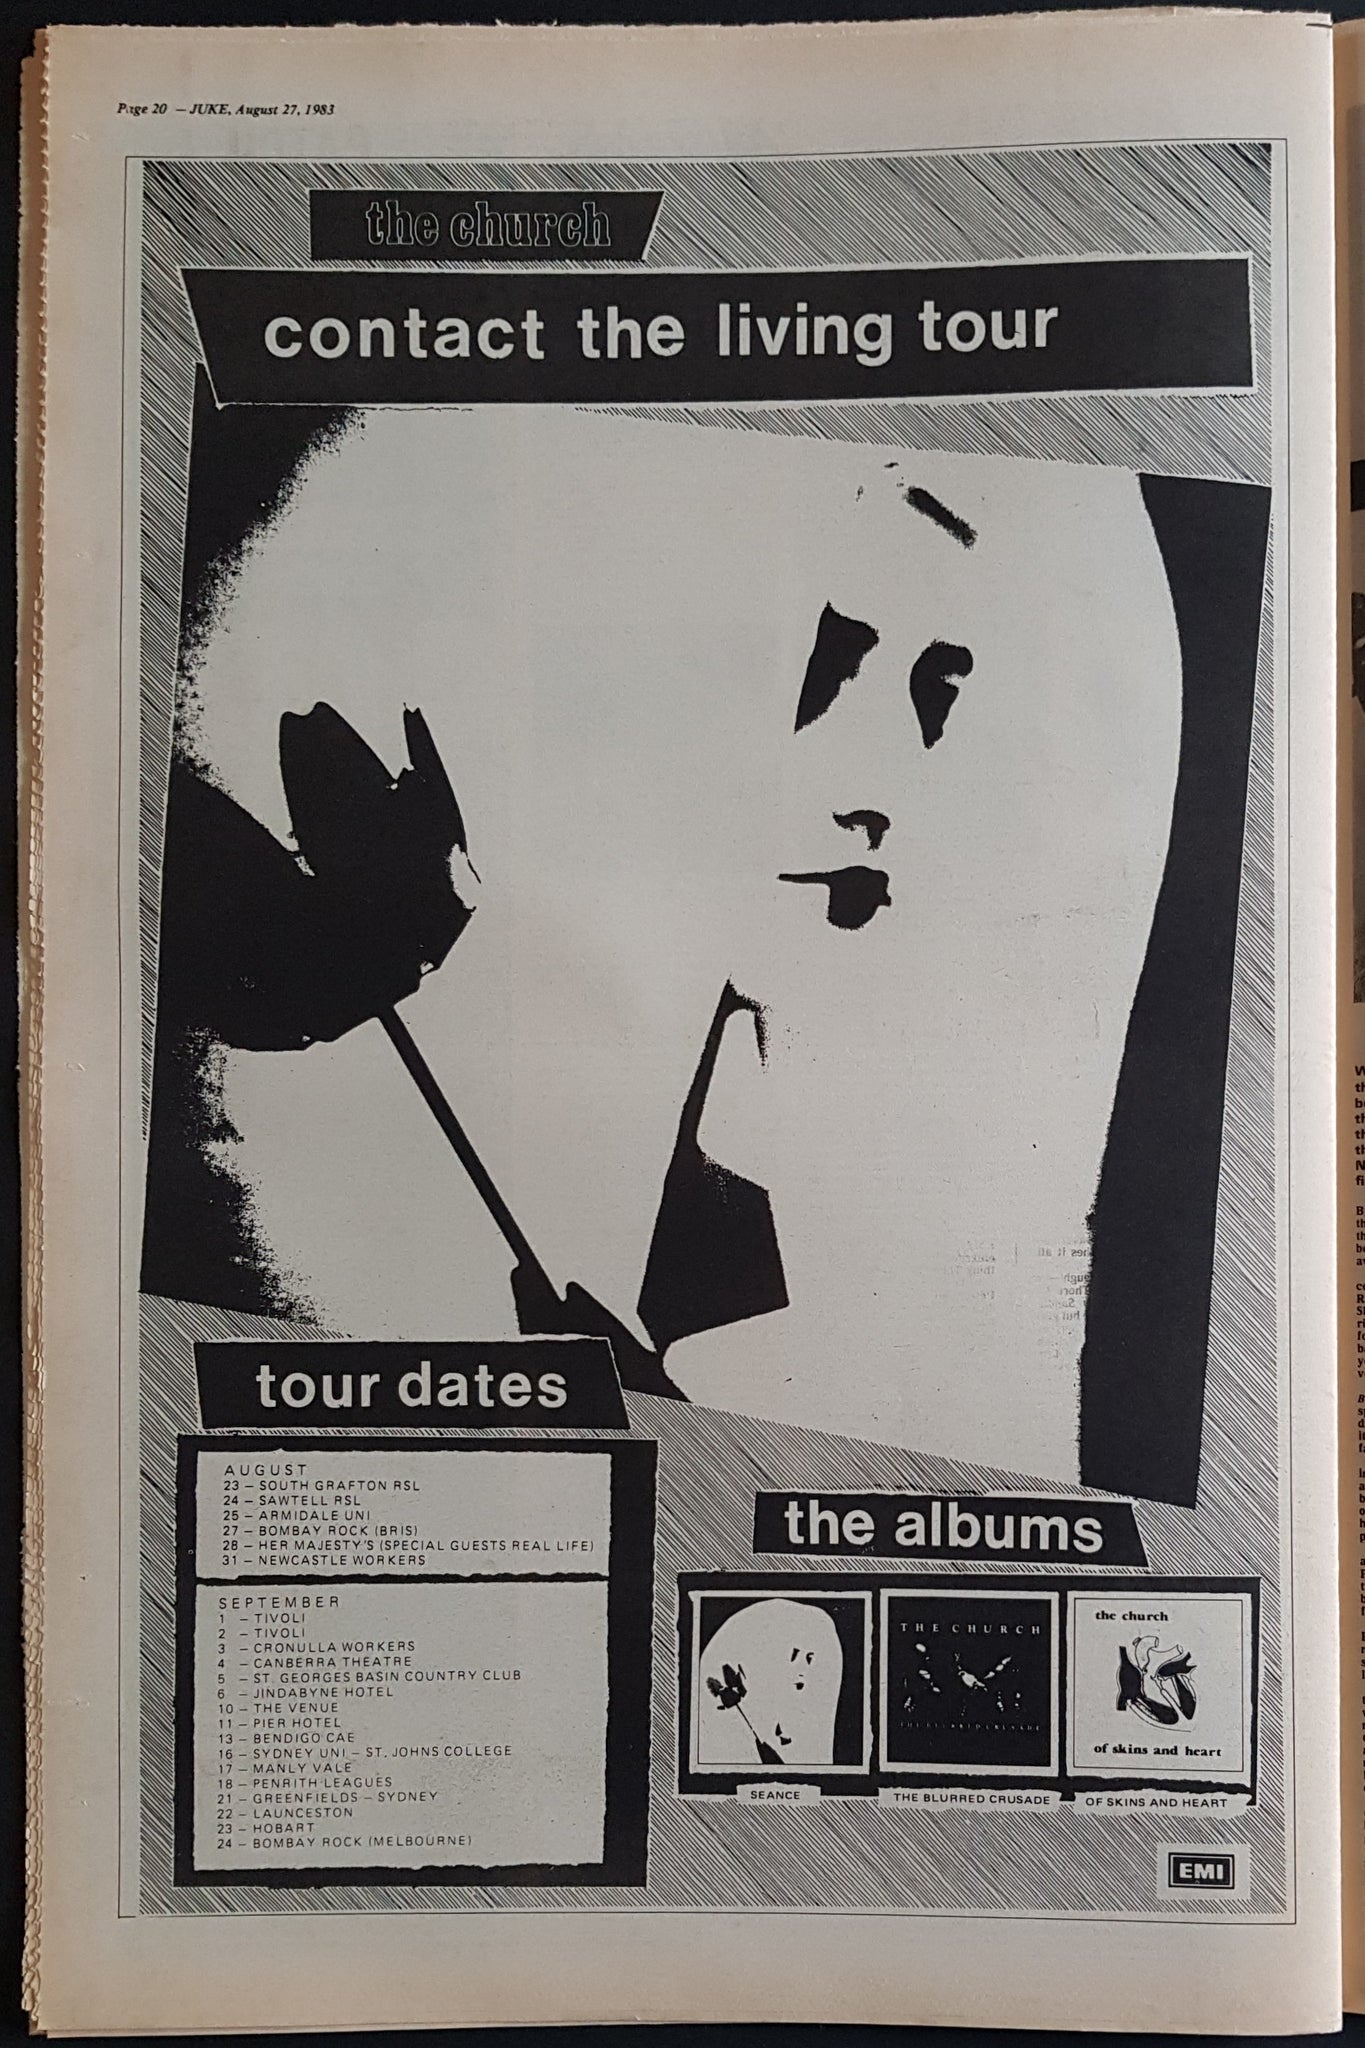 Page 20 — JUKE, August 27, 1983
the church
contact the living tour
tour dates
AUGUST
23 – SOUTH GRAFTON RSL
24 – SAWTELL RSL
25 – ARMIDALE UNI
27 – BOMBAY ROCK (BRIS)
28 – HER MAJESTY'S (SPECIAL GUESTS REAL LIFE)
31 – NEWCASTLE WORKERS
SEPTEMBER
1 – TIVOLI
2 – TIVOLI
3 – CRONULLA WORKERS
4 – CANBERRA THEATRE
5 – ST. GEORGES BASIN COUNTRY CLUB
6 – JINDABYNE HOTEL
10 – THE VENUE
11 – PIER HOTEL
13 – BENDIGO CAE
16 – SYDNEY UNI – ST. JOHNS COLLEGE
17 – MANLY VALE
18 – PENRITH LEAGUES
21 – GREENFIELDS – SYDNEY
22 – LAUNCESTON
23 – HOBART
24 – BOMBAY ROCK (MELBOURNE)
the albums
THE CHURCH
THE BLURRED CRUSADE
the church
of skins and heart
SEANCE
THE BLURRED CRUSADE
OF SKINS AND HEART
EMI